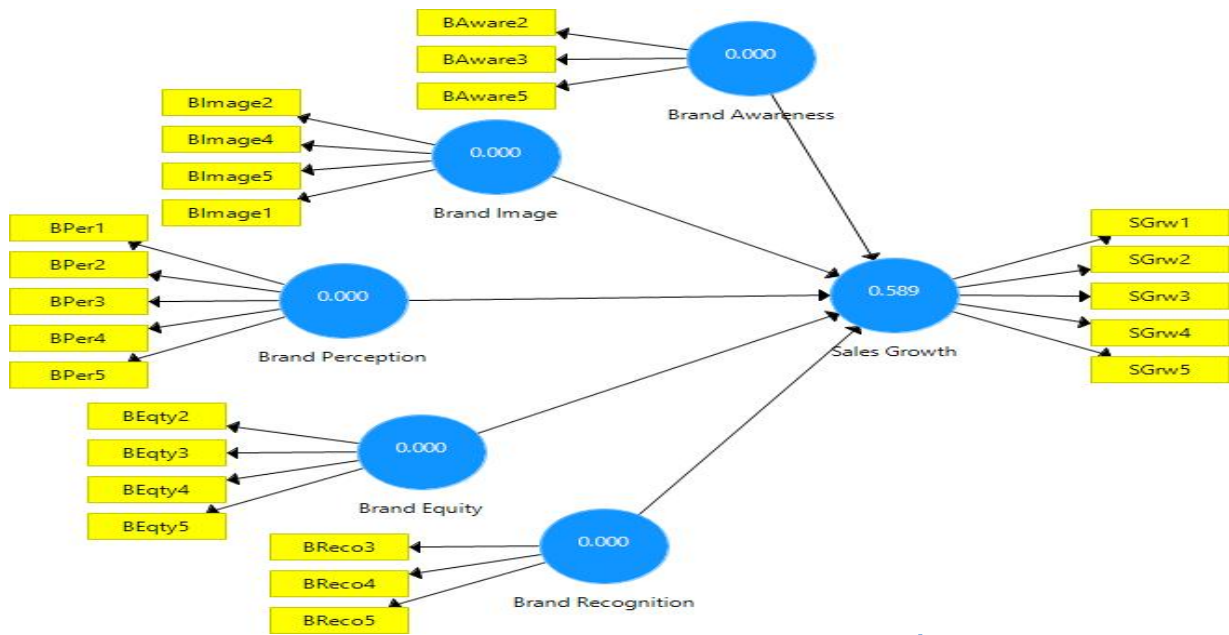 BAware2
BAware3
BAware5
0.000
Brand Awareness
BImage2
BImage4
BImage5
BImage1
0.000
Brand Image
BPer1
BPer2
BPer3
BPer4
BPer5
0.000
Brand Perception
0.589
Sales Growth
SGrw1
SGrw2
SGrw3
SGrw4
SGrw5
BEqty2
BEqty3
BEqty4
BEqty5
0.000
Brand Equity
BReco3
BReco4
BReco5
0.000
Brand Recognition